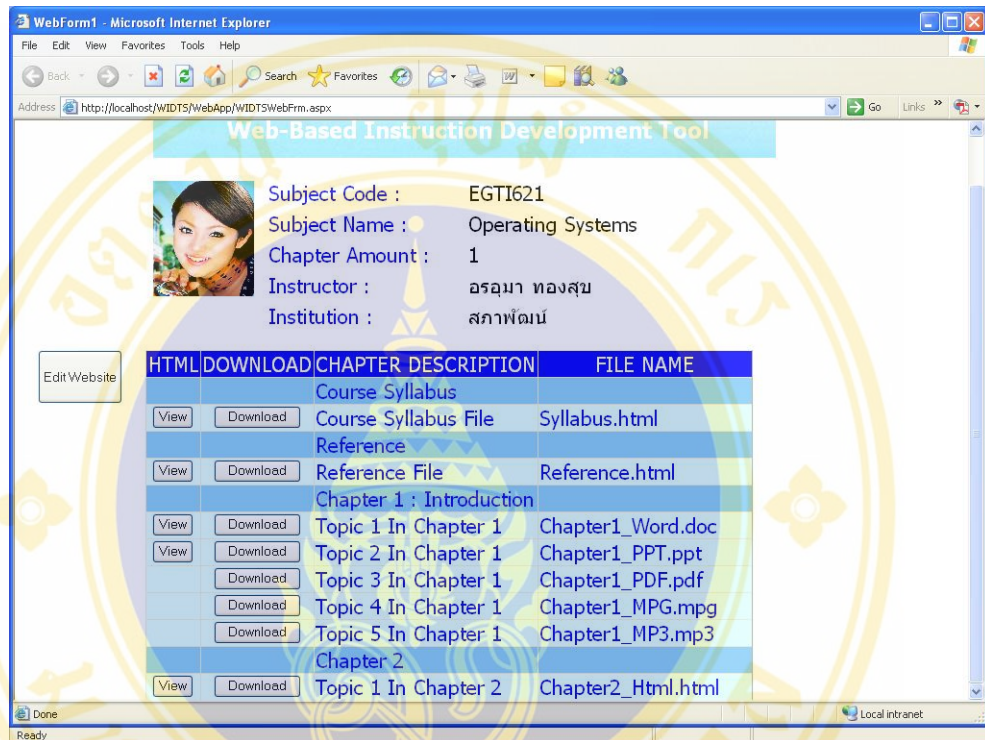 WebForm1 - Microsoft Internet Explorer
File Edit View Favorites Tools Help
Back Search Favorites
Address http://localhost/WIDTS/WebApp/WIDTSWebFrm.aspx Go Links »
Web-Based Instruction Development Tool
Subject Code : EGTI621
Subject Name : Operating Systems
Chapter Amount : 1
Instructor : อรอุมา ทองสุข
Institution : สภาพัฒน์
Edit Website
HTML DOWNLOAD CHAPTER DESCRIPTION FILE NAME
Course Syllabus
View Download Course Syllabus File Syllabus.html
Reference
View Download Reference File Reference.html
Chapter 1 : Introduction
View Download Topic 1 In Chapter 1 Chapter1_Word.doc
View Download Topic 2 In Chapter 1 Chapter1_PPT.ppt
Download Topic 3 In Chapter 1 Chapter1_PDF.pdf
Download Topic 4 In Chapter 1 Chapter1_MPG.mpg
Download Topic 5 In Chapter 1 Chapter1_MP3.mp3
Chapter 2
View Download Topic 1 In Chapter 2 Chapter2_Html.html
Done Local intranet
Ready